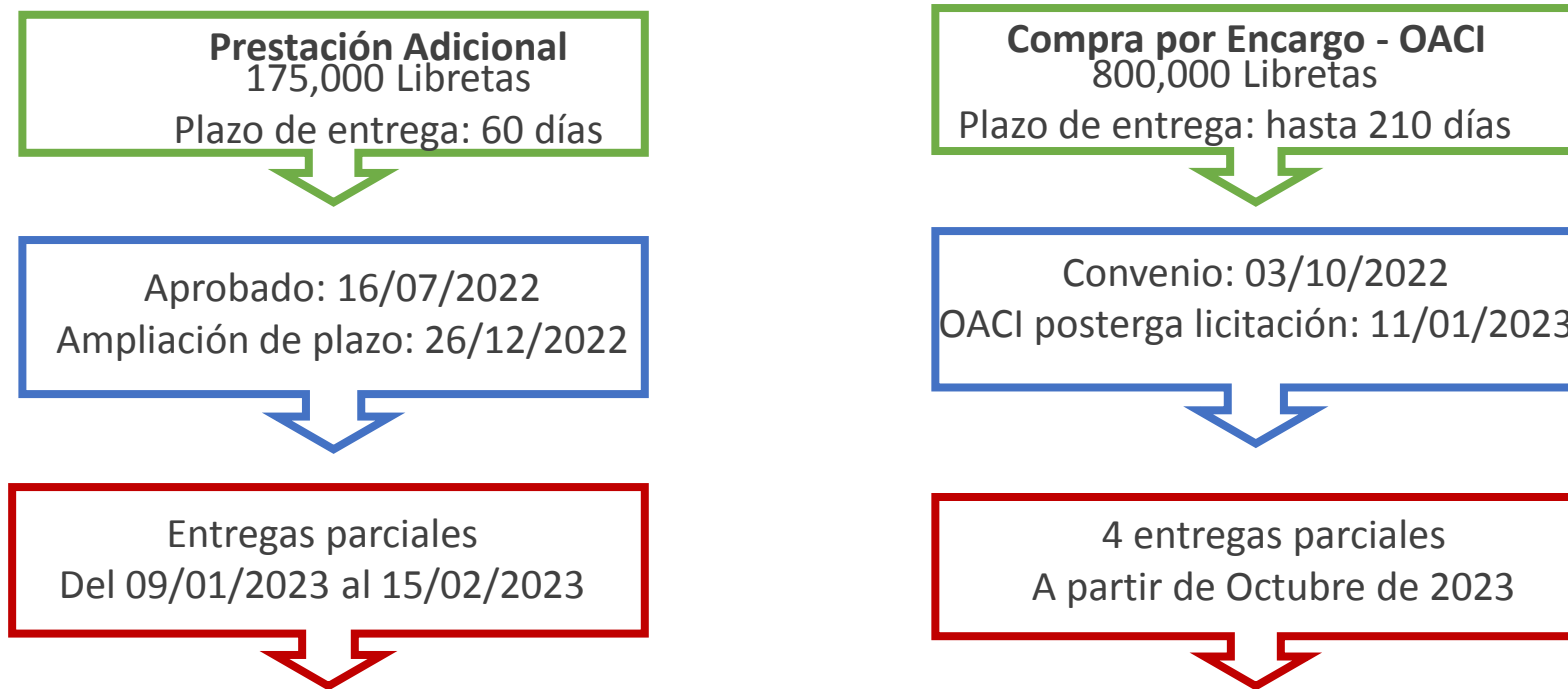 Prestación Adicional
175,000 Libretas
Plazo de entrega: 60 días
Aprobado: 16/07/2022
Ampliación de plazo: 26/12/2022
Entregas parciales
Del 09/01/2023 al 15/02/2023
Compra por Encargo - OACI
800,000 Libretas
Plazo de entrega: hasta 210 días
Convenio: 03/10/2022
OACI posterga licitación: 11/01/2023
4 entregas parciales
A partir de Octubre de 2023